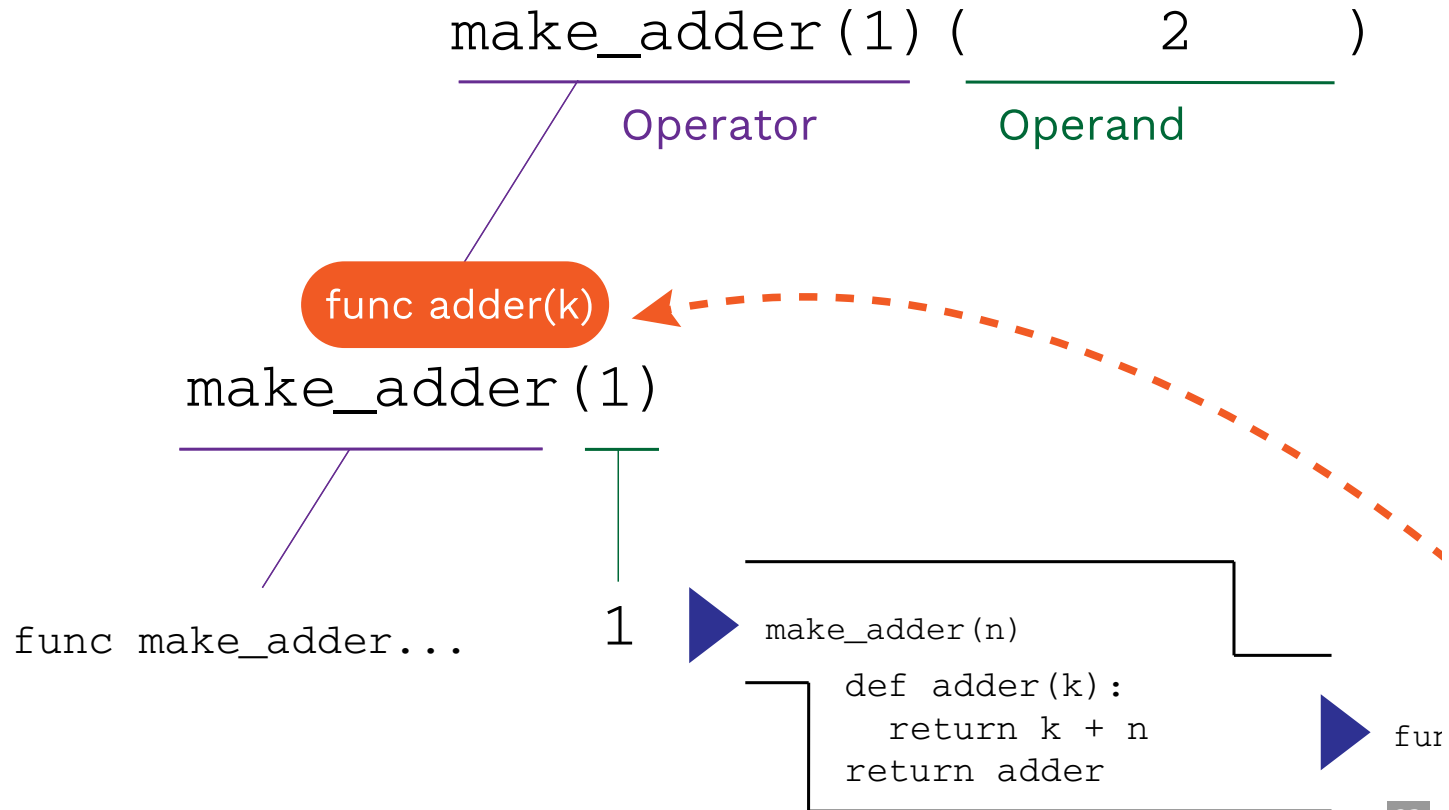 make_adder(1)( 2 )
Operator Operand
func adder(k)
make_adder(1)
func make_adder... 1
make_adder(n)
def adder(k):
return k + n
return adder